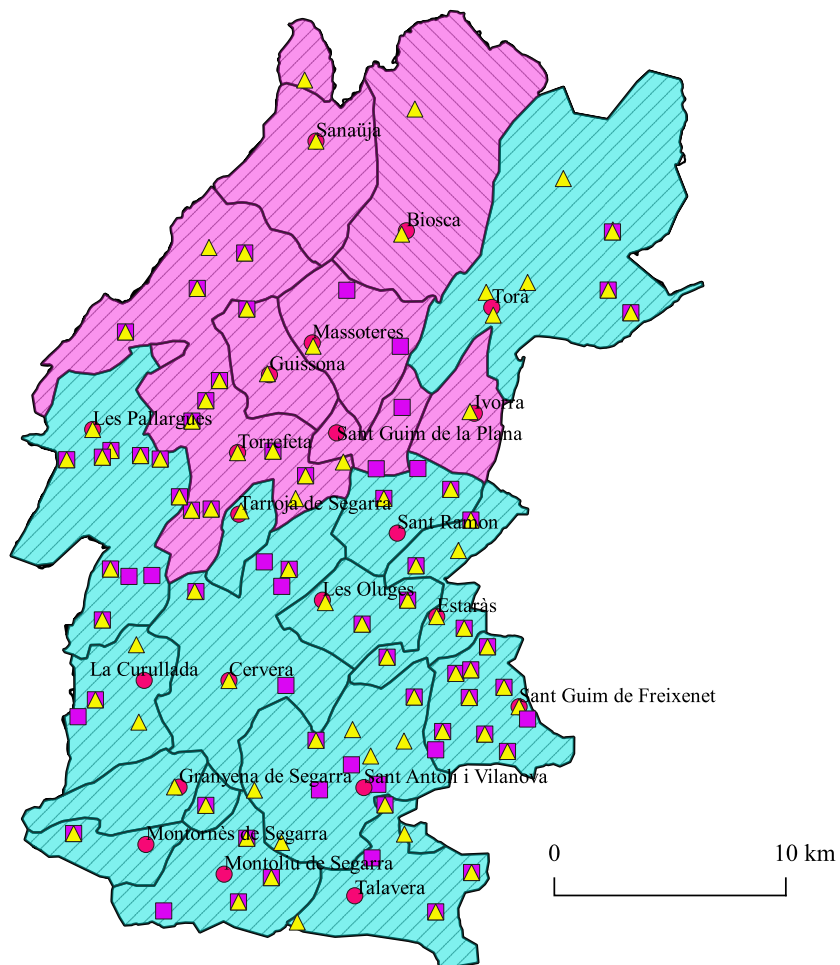 Sanaüja
Biosca
Torà
Massoteres
Guissona
Ivorra
Les Pallargues
Sant Guim de la Plana
Torrefeta
Tarroja de Segarra
Sant Ramon
Les Oluges
Estaràs
La Curullada
Cervera
Sant Guim de Freixenet
Granyena de Segarra
Sant Antolí i Vilanova
Montornès de Segarra
Montoliu de Segarra
Talavera
0 10 km